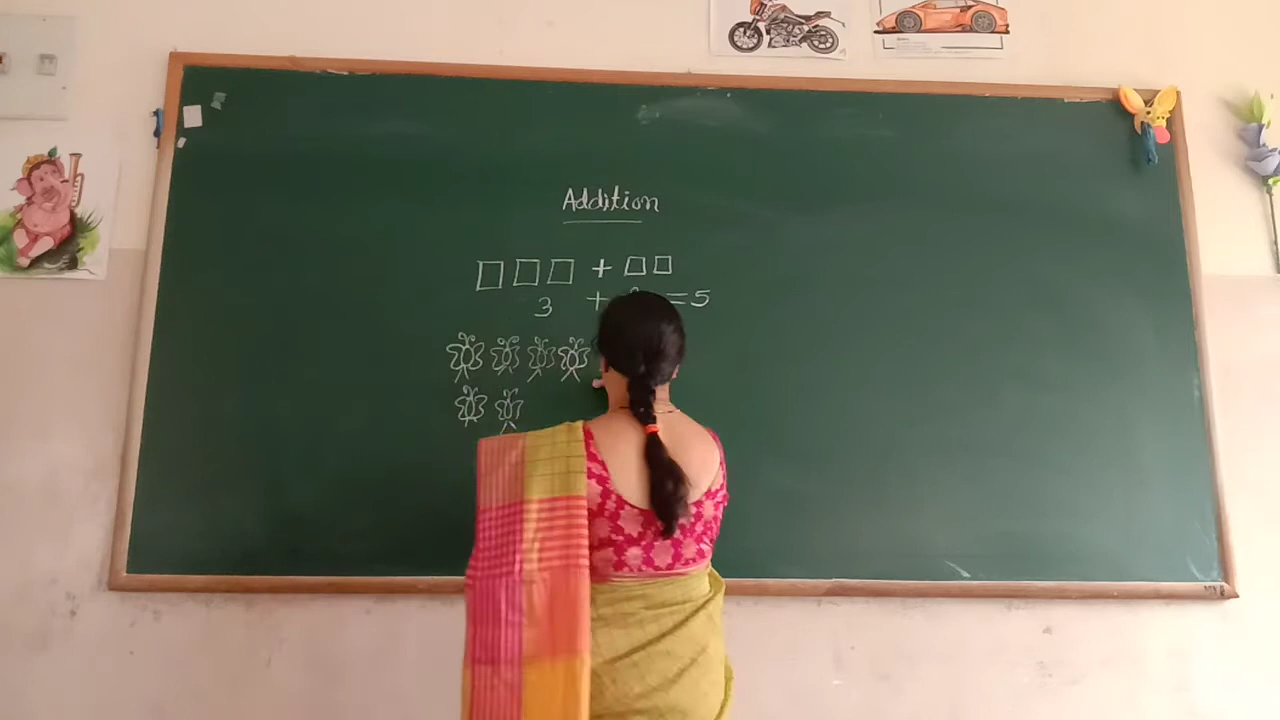 Addition
+
3 + = 5